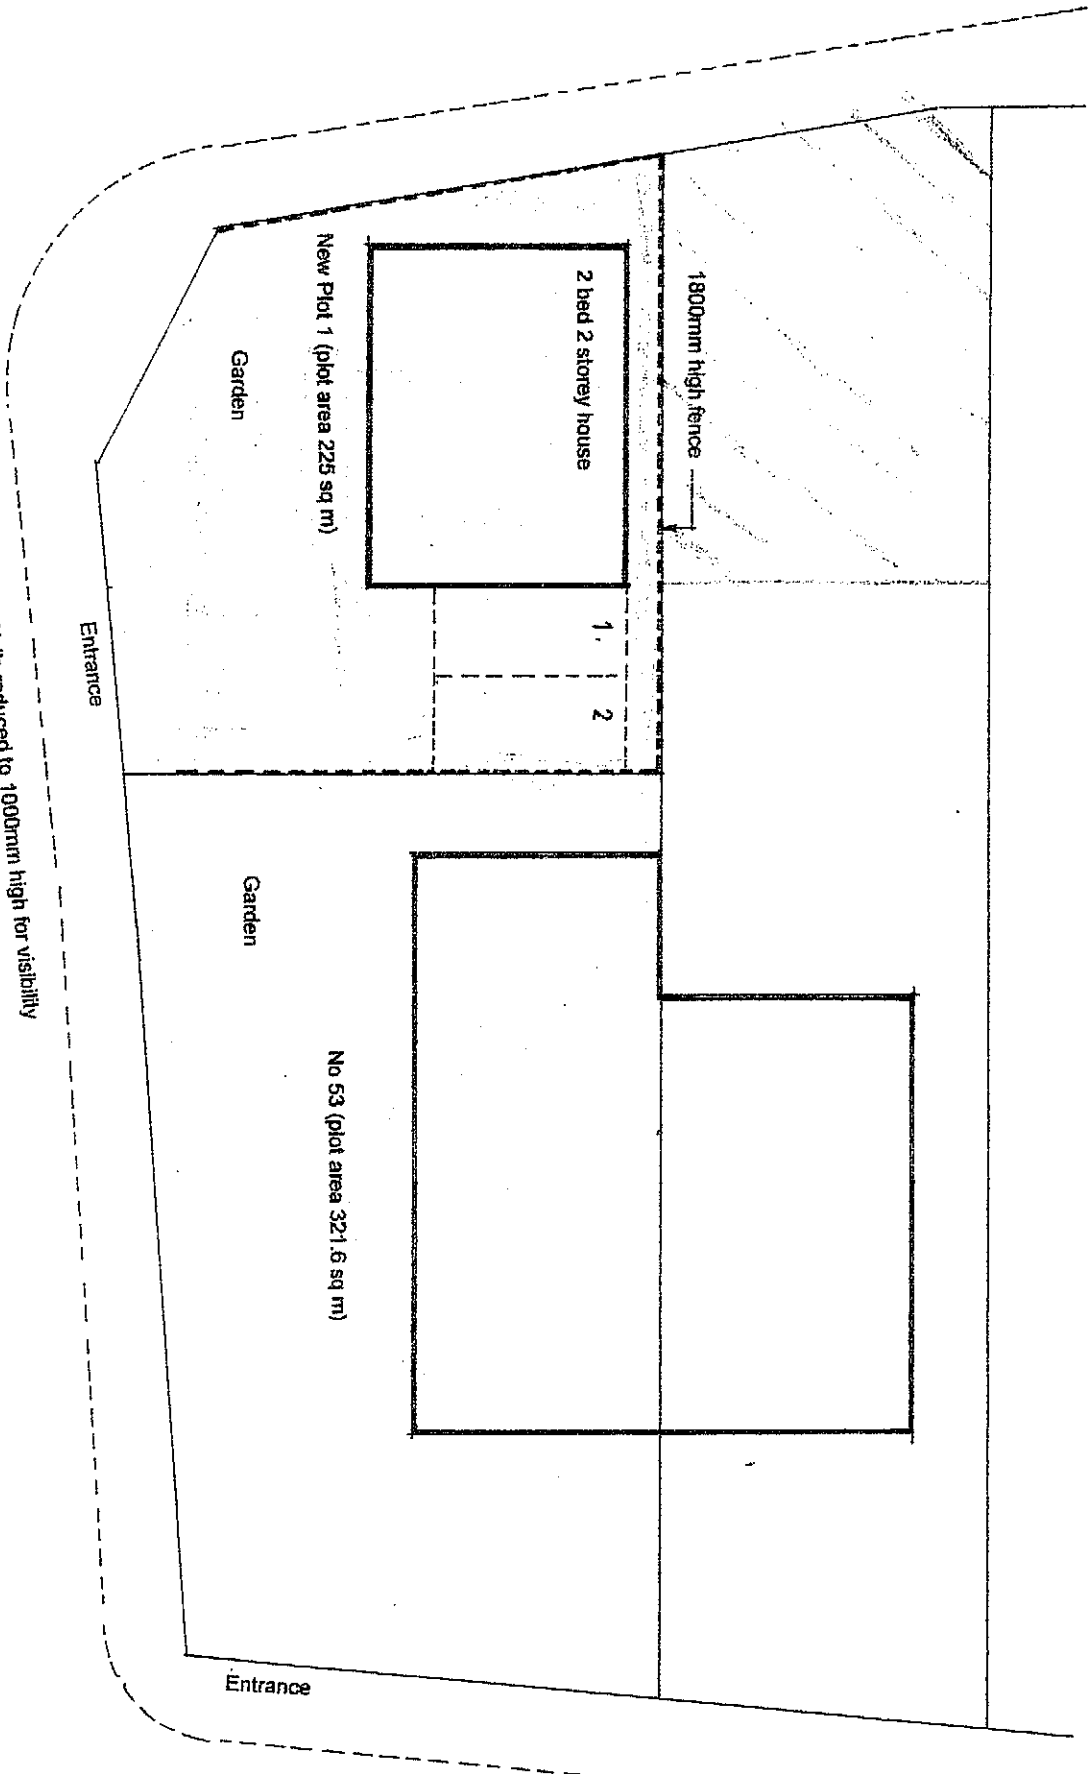 1800mm high fence
2 bed 2 storey house
1.
2
New Plot 1 (plot area 225 sq m)
Garden
Entrance
Garden
No 53 (plot area 321.6 sq m)
Entrance
reduced to 1000mm high for visibility